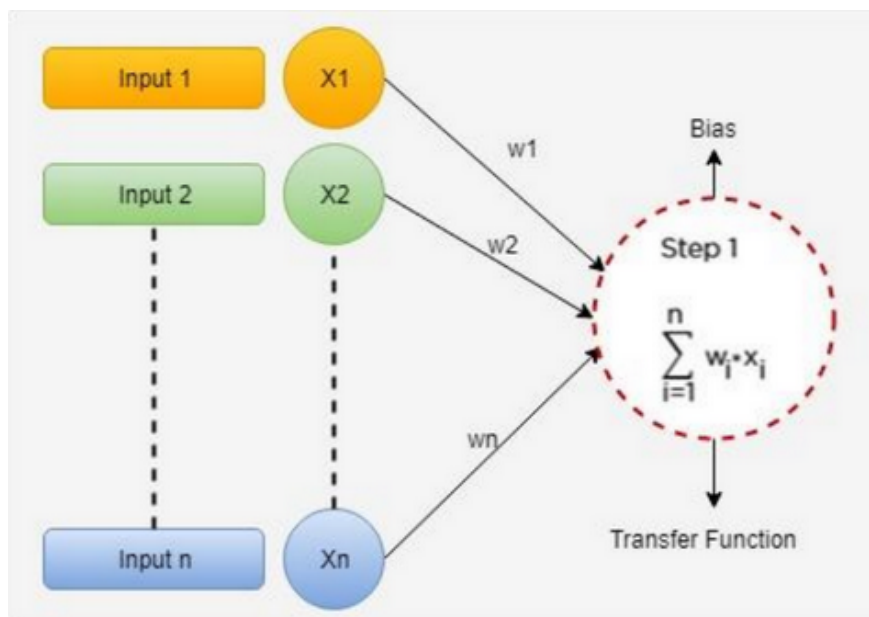 Input 1
X1
w1
Bias
Input 2
X2
w2
Step 1
n
∑ wi•xi
i=1
wn
Input n
Xn
Transfer Function